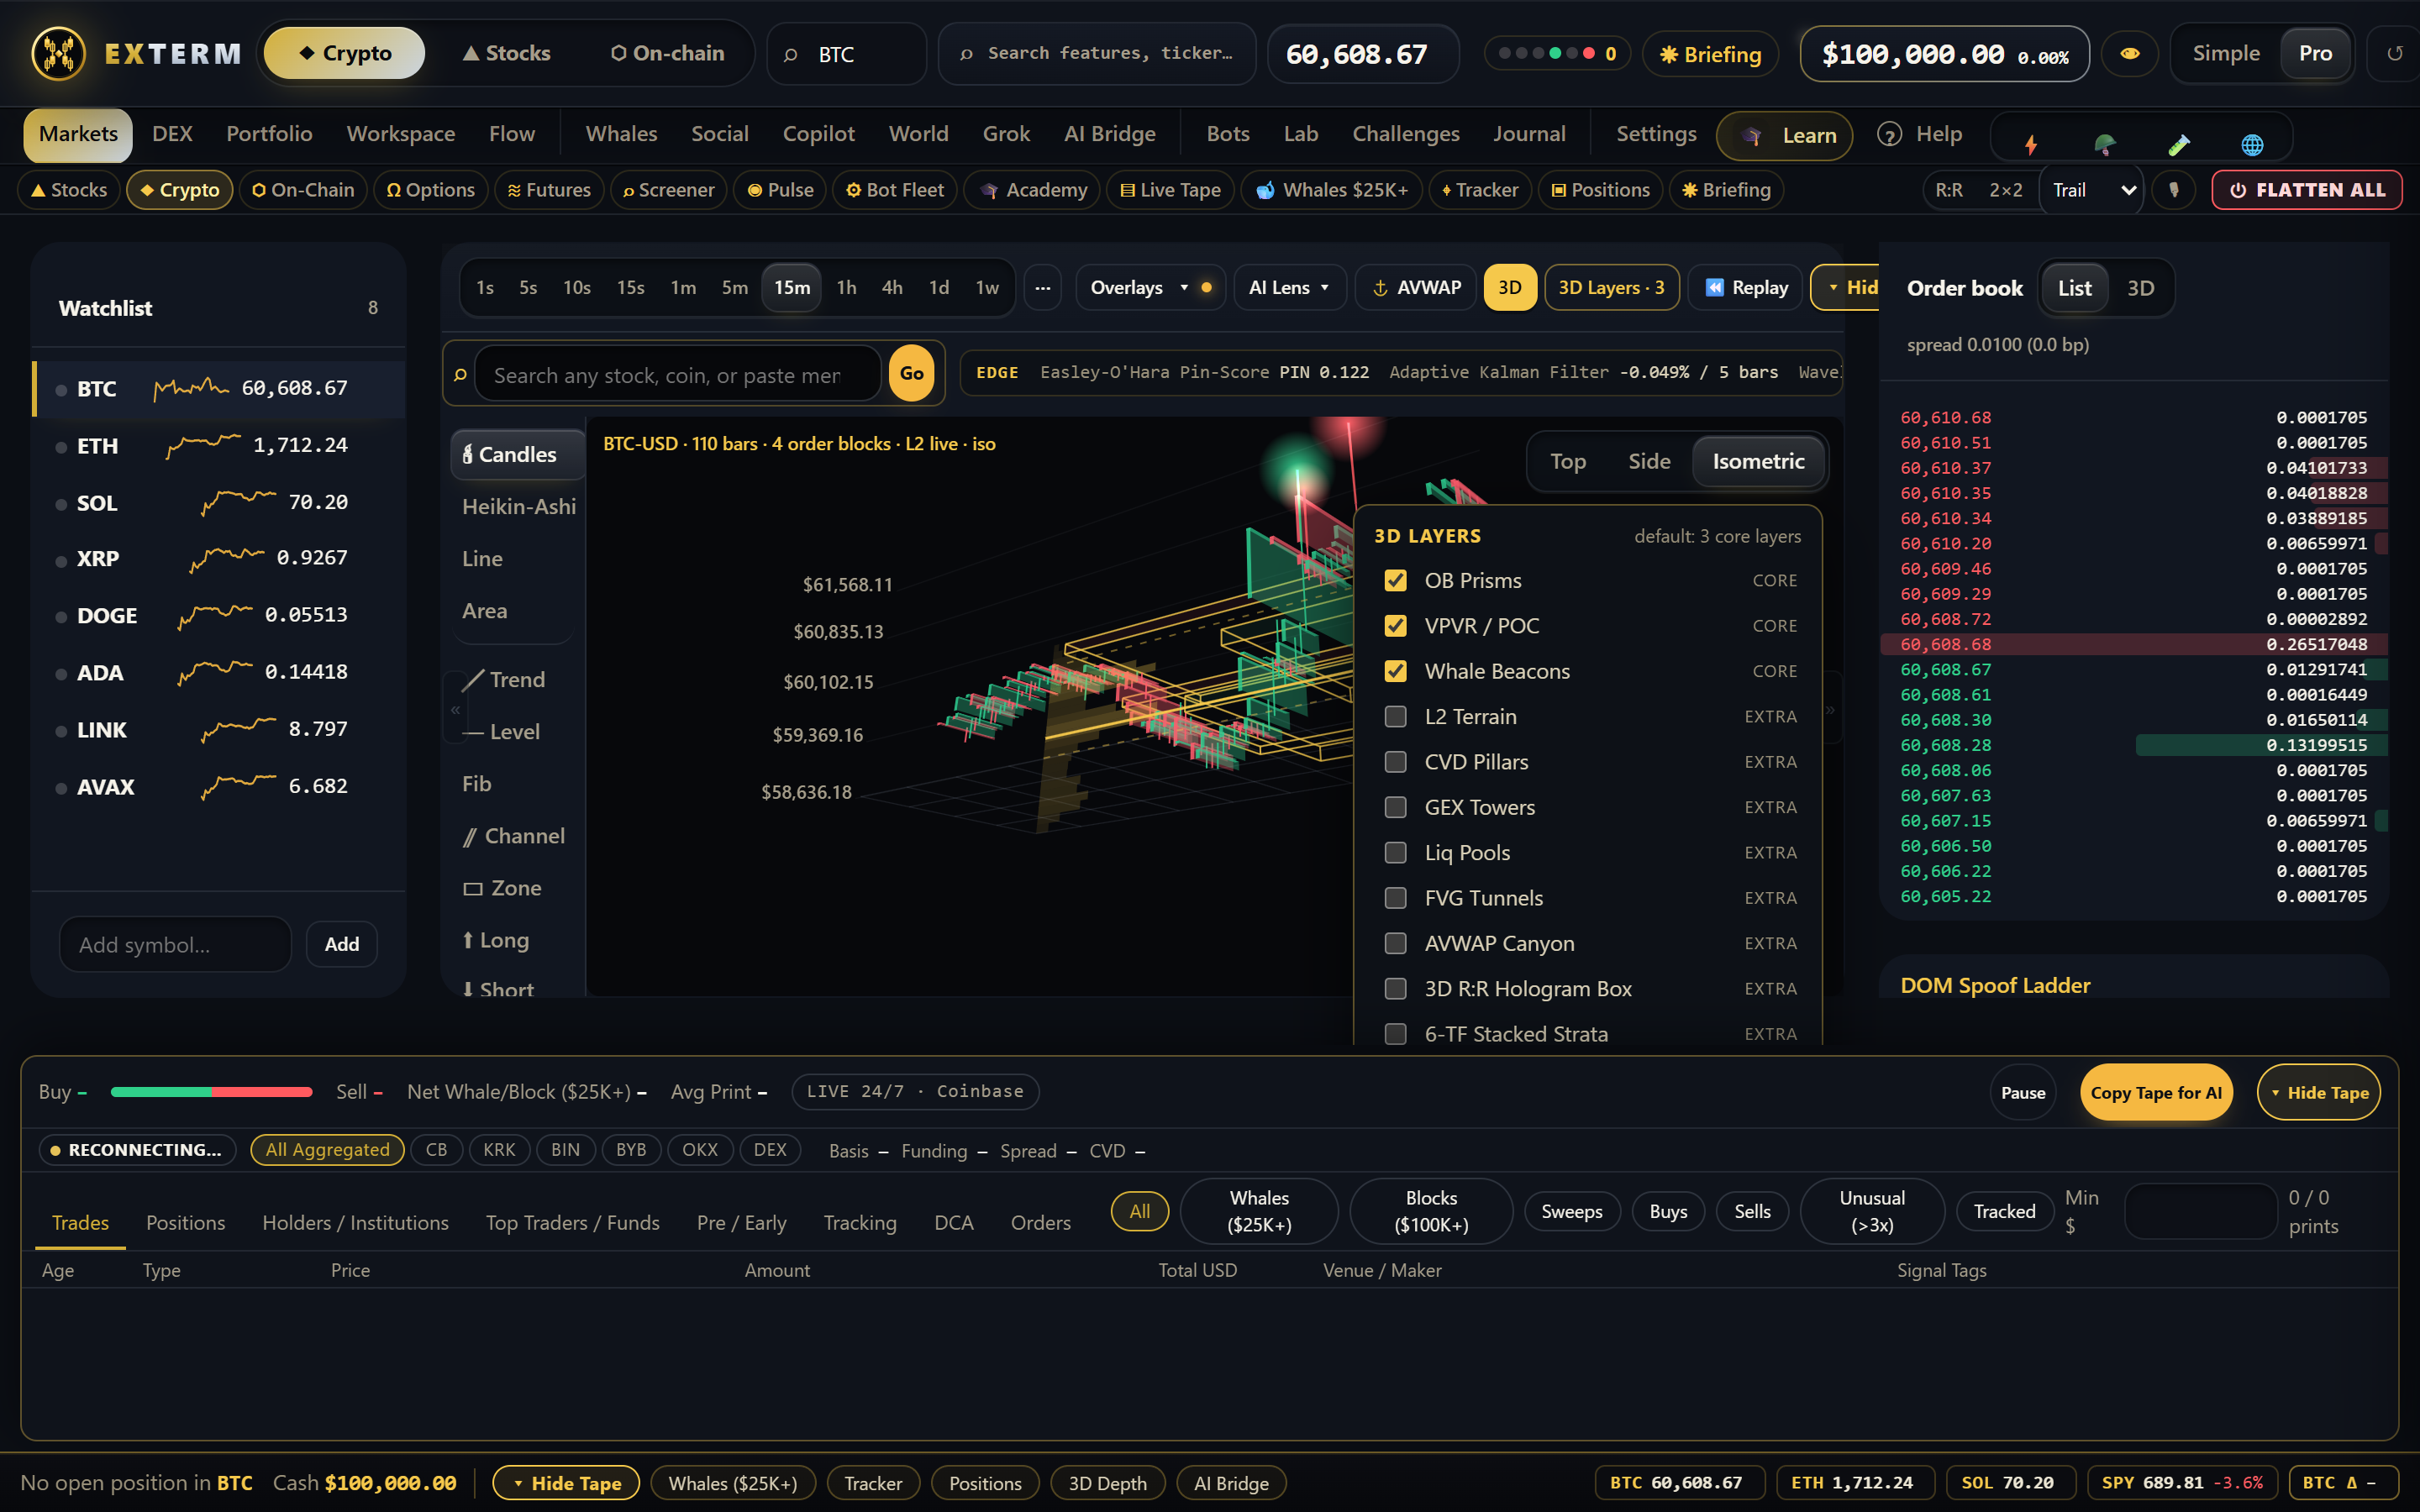 EXTERM
Crypto Stocks On-chain BTC Search features, ticker… 60,608.67 0 Briefing $100,000.00 0.00% Simple Pro
Markets DEX Portfolio Workspace Flow Whales Social Copilot World Grok AI Bridge Bots Lab Challenges Journal Settings Learn Help
Stocks Crypto On-Chain Options Futures Screener Pulse Bot Fleet Academy Live Tape Whales $25K+ Tracker Positions Briefing R:R 2×2 Trail FLATTEN ALL
Watchlist 8
BTC 60,608.67
ETH 1,712.24
SOL 70.20
XRP 0.9267
DOGE 0.05513
ADA 0.14418
LINK 8.797
AVAX 6.682
Add symbol... Add
1s 5s 10s 15s 1m 5m 15m 1h 4h 1d 1w ... Overlays AI Lens AVWAP 3D 3D Layers · 3 Replay Hid
Search any stock, coin, or paste mer Go EDGE Easley-O'Hara Pin-Score PIN 0.122 Adaptive Kalman Filter -0.049% / 5 bars Wavel
Candles
Heikin-Ashi
Line
Area
Trend
Level
Fib
Channel
Zone
Long
Short
BTC-USD · 110 bars · 4 order blocks · L2 live · iso
Top Side Isometric
$61,568.11
$60,835.13
$60,102.15
$59,369.16
$58,636.18
3D LAYERS default: 3 core layers
OB Prisms CORE
VPVR / POC CORE
Whale Beacons CORE
L2 Terrain EXTRA
CVD Pillars EXTRA
GEX Towers EXTRA
Liq Pools EXTRA
FVG Tunnels EXTRA
AVWAP Canyon EXTRA
3D R:R Hologram Box EXTRA
6-TF Stacked Strata EXTRA
Order book List 3D
spread 0.0100 (0.0 bp)
60,610.68 0.0001705
60,610.51 0.0001705
60,610.37 0.04101733
60,610.35 0.04018828
60,610.34 0.03889185
60,610.20 0.00659971
60,609.46 0.0001705
60,609.29 0.0001705
60,608.72 0.00002892
60,608.68 0.26517048
60,608.67 0.01291741
60,608.61 0.00016449
60,608.30 0.01650114
60,608.28 0.13199515
60,608.06 0.0001705
60,607.63 0.0001705
60,607.15 0.00659971
60,606.50 0.0001705
60,606.22 0.0001705
60,605.22 0.0001705
DOM Spoof Ladder
Buy – Sell – Net Whale/Block ($25K+) – Avg Print – LIVE 24/7 · Coinbase Pause Copy Tape for AI Hide Tape
RECONNECTING… All Aggregated CB KRK BIN BYB OKX DEX Basis – Funding – Spread – CVD –
Trades Positions Holders / Institutions Top Traders / Funds Pre / Early Tracking DCA Orders All Whales ($25K+) Blocks ($100K+) Sweeps Buys Sells Unusual (>3x) Tracked Min $ 0 / 0 prints
Age Type Price Amount Total USD Venue / Maker Signal Tags
No open position in BTC Cash $100,000.00 Hide Tape Whales ($25K+) Tracker Positions 3D Depth AI Bridge BTC 60,608.67 ETH 1,712.24 SOL 70.20 SPY 689.81 -3.6% BTC Δ –